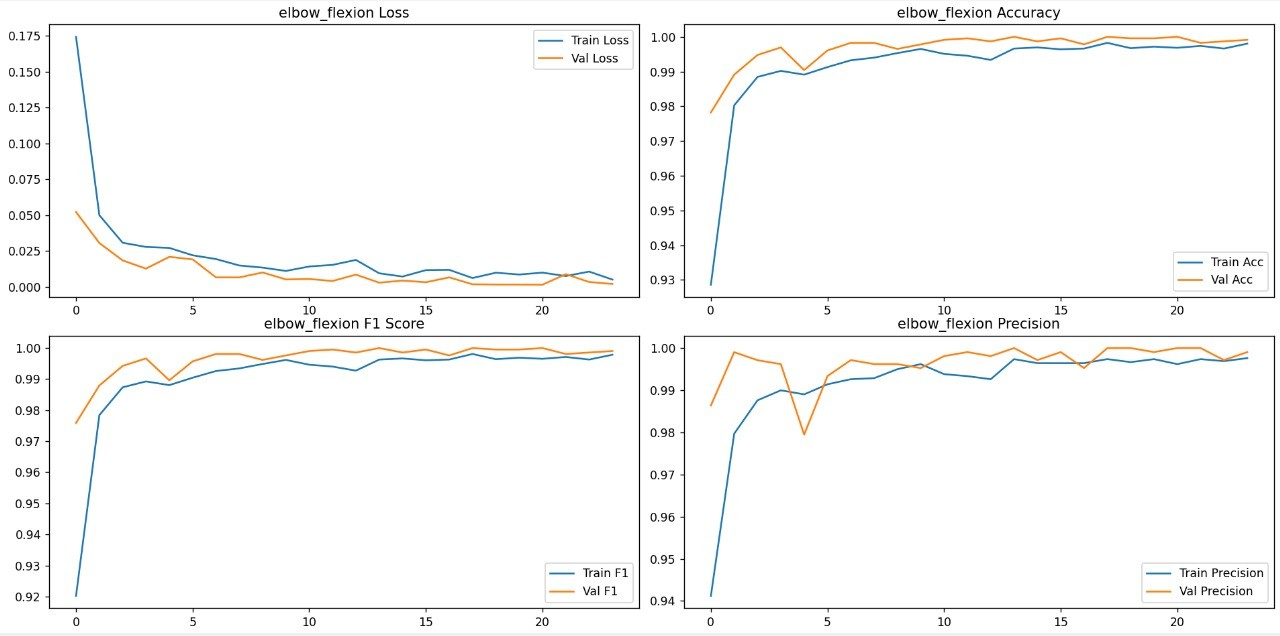 elbow_flexion Loss
0.175
0.150
0.125
0.100
0.075
0.050
0.025
0.000
0 5 10 15 20
Train Loss
Val Loss
elbow_flexion Accuracy
1.00
0.99
0.98
0.97
0.96
0.95
0.94
0.93
0 5 10 15 20
Train Acc
Val Acc
elbow_flexion F1 Score
1.00
0.99
0.98
0.97
0.96
0.95
0.94
0.93
0.92
0 5 10 15 20
Train F1
Val F1
elbow_flexion Precision
1.00
0.99
0.98
0.97
0.96
0.95
0.94
0 5 10 15 20
Train Precision
Val Precision